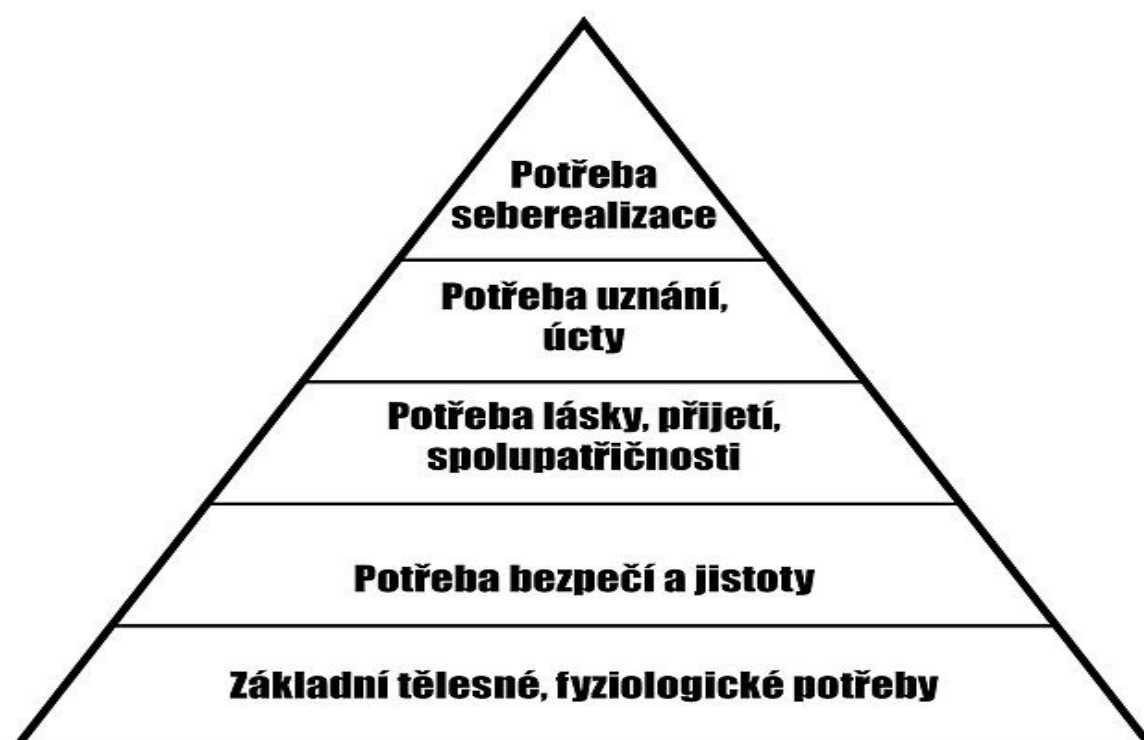 Potřeba
seberealizace
Potřeba uznání,
úcty
Potřeba lásky, přijetí,
spolupatřičnosti
Potřeba bezpečí a jistoty
Základní tělesné, fyziologické potřeby